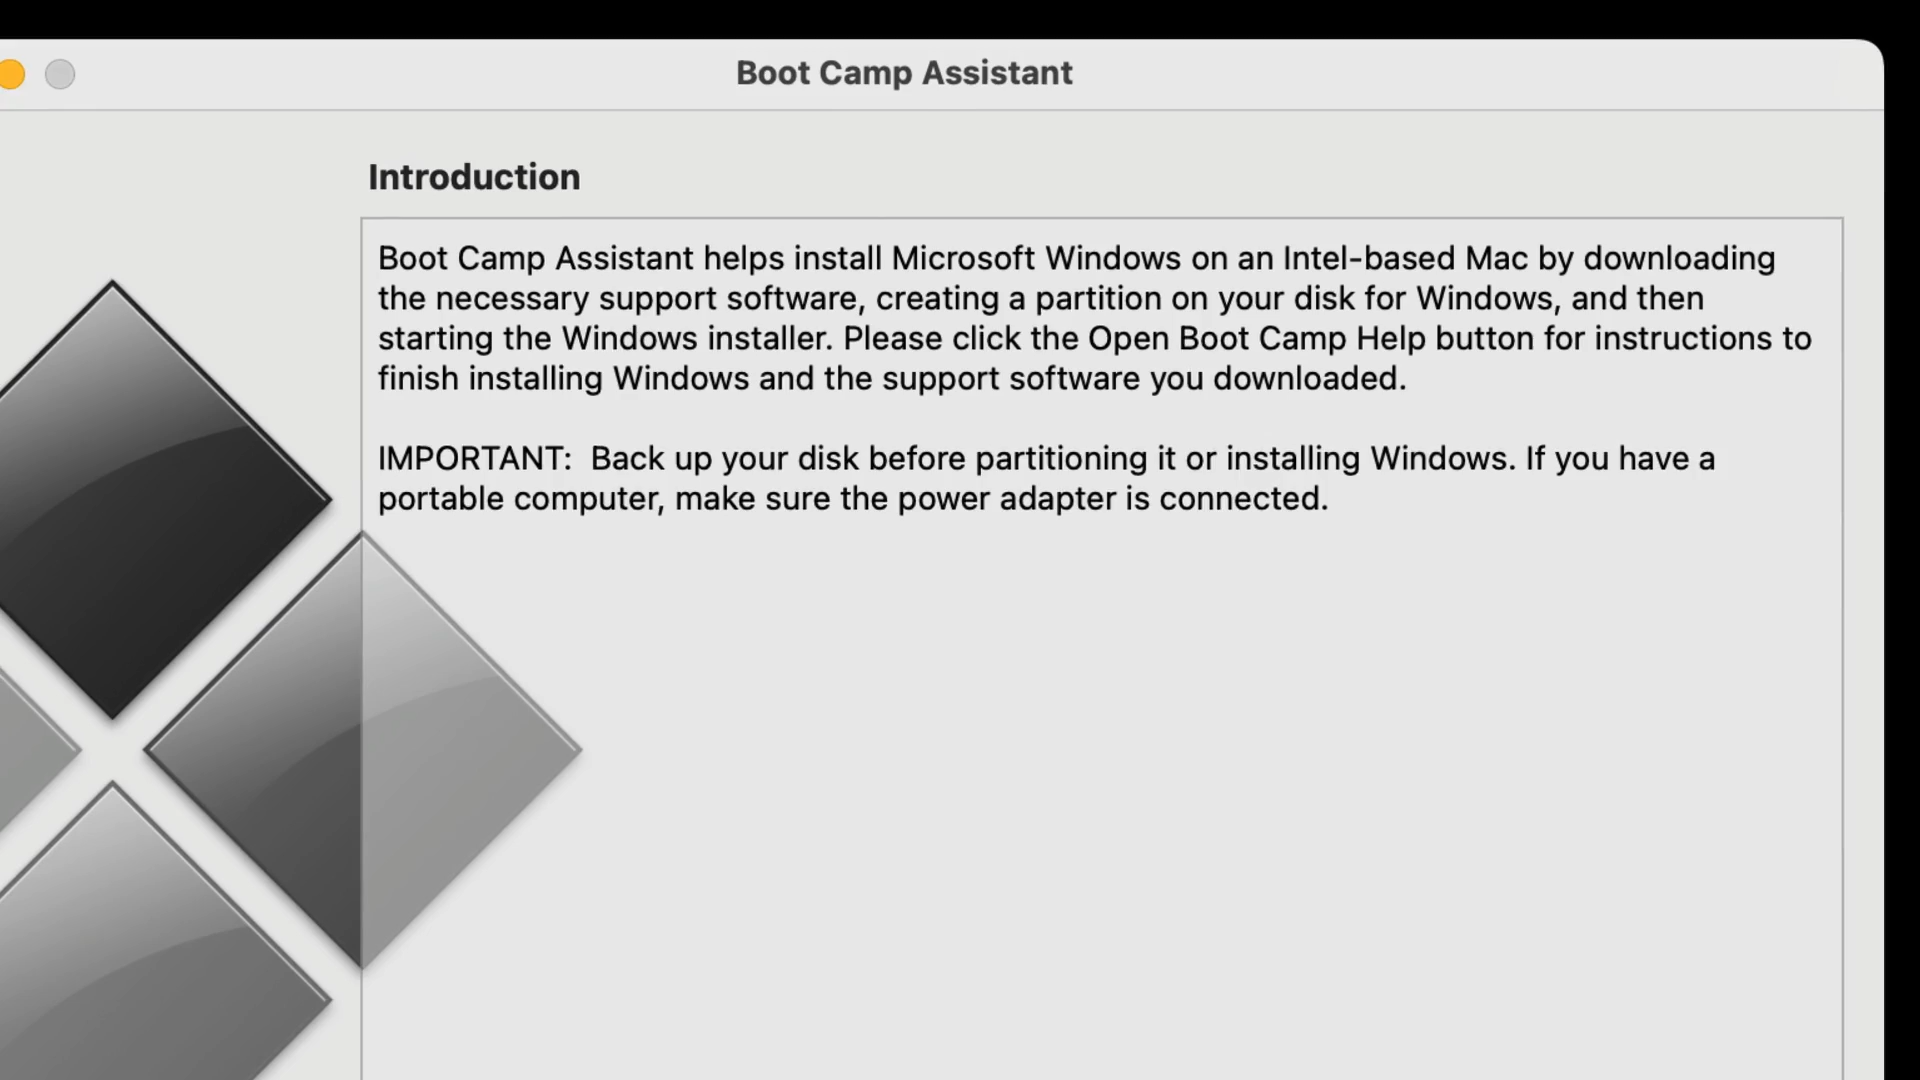 Boot Camp Assistant
Introduction
Boot Camp Assistant helps install Microsoft Windows on an Intel-based Mac by downloading
the necessary support software, creating a partition on your disk for Windows, and then
starting the Windows installer. Please click the Open Boot Camp Help button for instructions to
finish installing Windows and the support software you downloaded.
IMPORTANT:  Back up your disk before partitioning it or installing Windows. If you have a
portable computer, make sure the power adapter is connected.